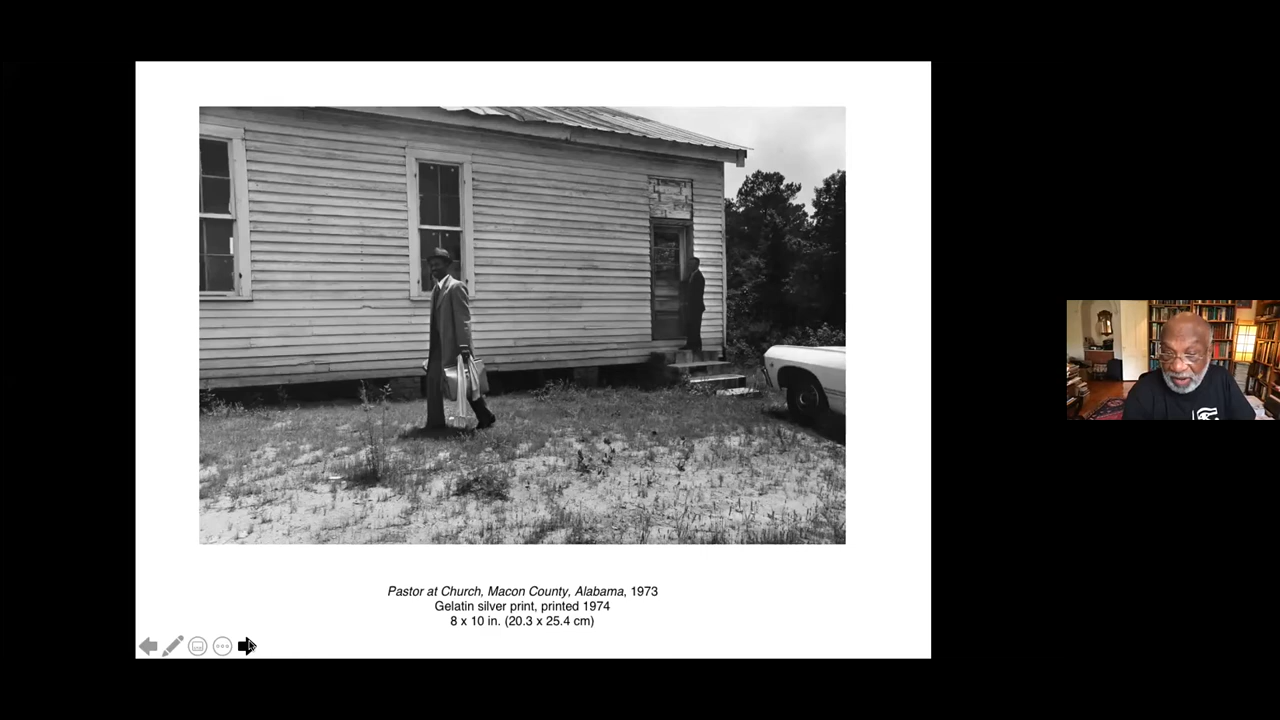 Pastor at Church, Macon County, Alabama, 1973
Gelatin silver print, printed 1974
8 x 10 in. (20.3 x 25.4 cm)